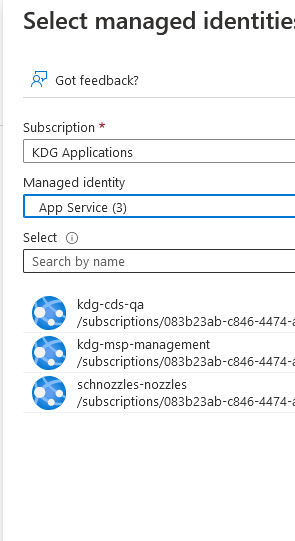 Select managed identities
Got feedback?
Subscription *
KDG Applications
Managed identity
App Service (3)
Select
Search by name
kdg-cds-qa
/subscriptions/083b23ab-c846-4474-a
kdg-msp-management
/subscriptions/083b23ab-c846-4474-a
schnozzles-nozzles
/subscriptions/083b23ab-c846-4474-a